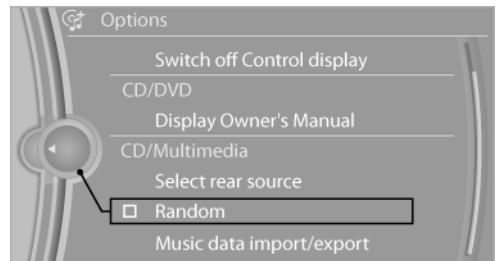 Options
Switch off Control display
CD/DVD
Display Owner's Manual
CD/Multimedia
Select rear source
Random
Music data import/export